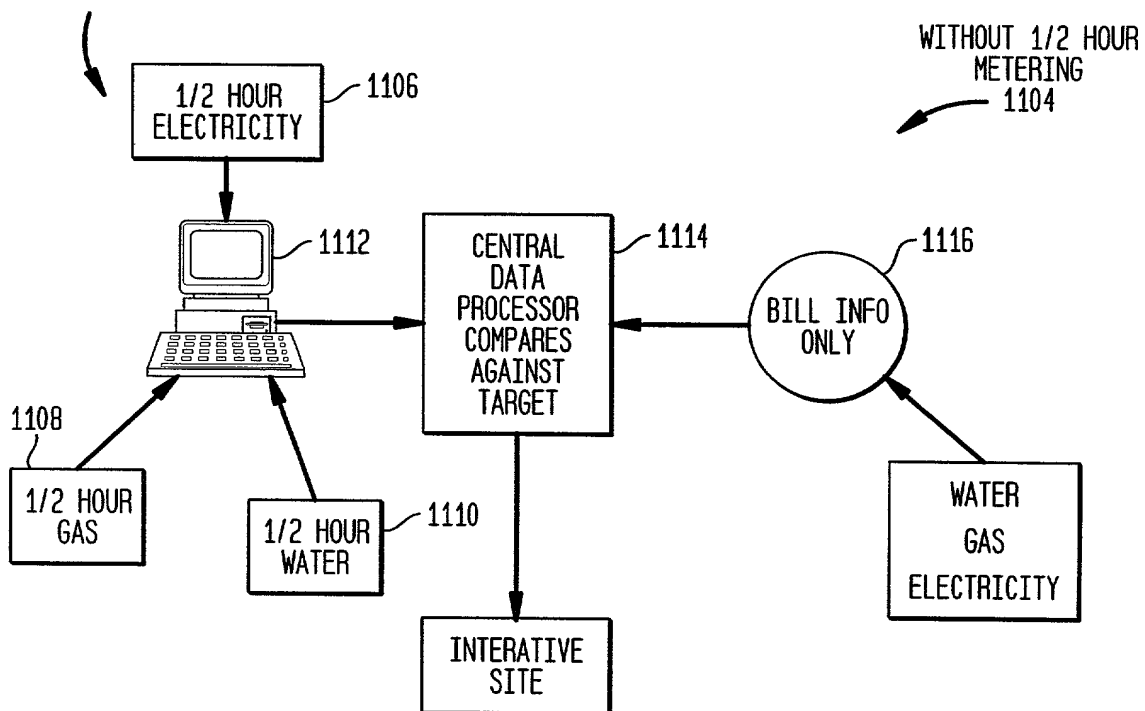 WITHOUT 1/2 HOUR
METERING
1104
1/2 HOUR
ELECTRICITY
1106
1112
CENTRAL
DATA
PROCESSOR
COMPARES
AGAINST
TARGET
1114
BILL INFO
ONLY
1116
1108
1/2 HOUR
GAS
1/2 HOUR
WATER
1110
WATER
GAS
ELECTRICITY
INTERATIVE
SITE